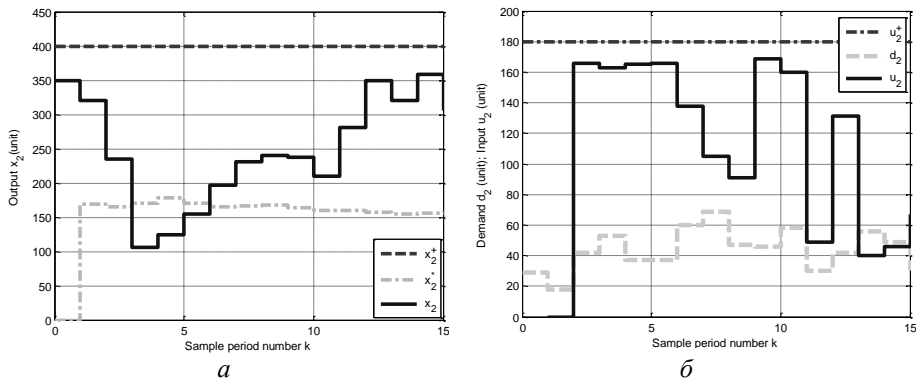 450
400
350
300
250
200
150
100
50
0
0
5
10
15
Output x2(unit)
Sample period number k
x2+
x2*
x2
а
200
180
160
140
120
100
80
60
40
20
0
0
5
10
15
Demand d2 (unit); Input u2 (unit)
Sample period number k
u2+
d2
u2
б